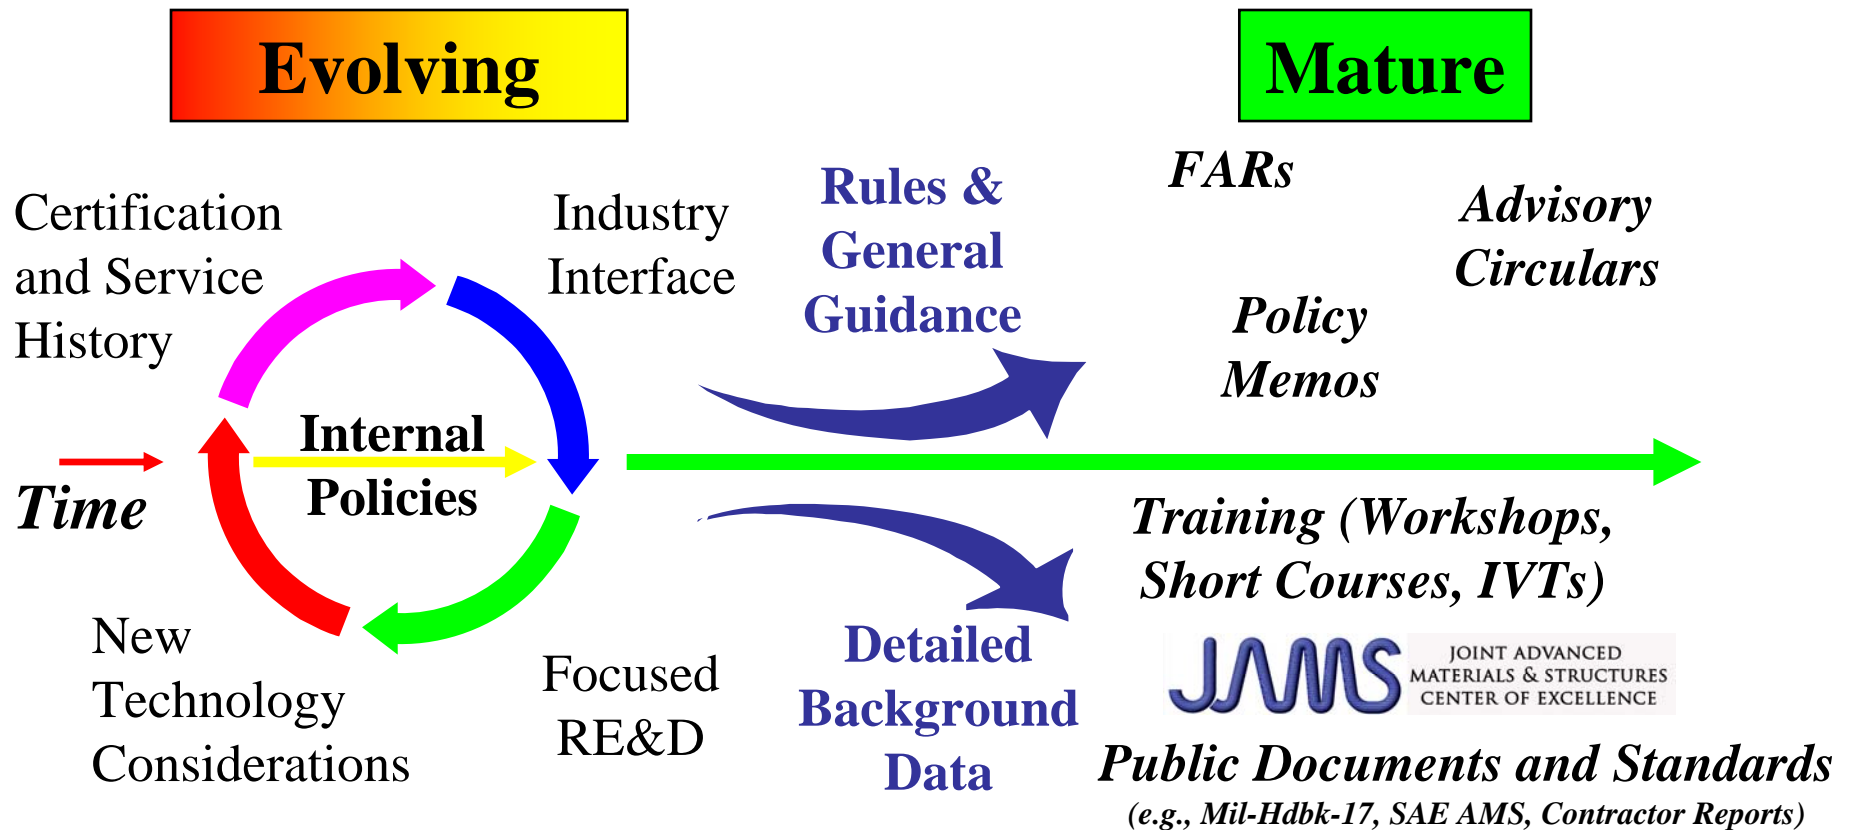 Evolving
Mature
Certification
and Service
History
Industry
Interface
Rules &
General
Guidance
FARs
Advisory
Circulars
Policy
Memos
Time
Internal
Policies
New
Technology
Considerations
Focused
RE&D
Detailed
Background
Data
Training (Workshops,
Short Courses, IVTs)
JAMS
JOINT ADVANCED
MATERIALS & STRUCTURES
CENTER OF EXCELLENCE
Public Documents and Standards
(e.g., Mil-Hdbk-17, SAE AMS, Contractor Reports)